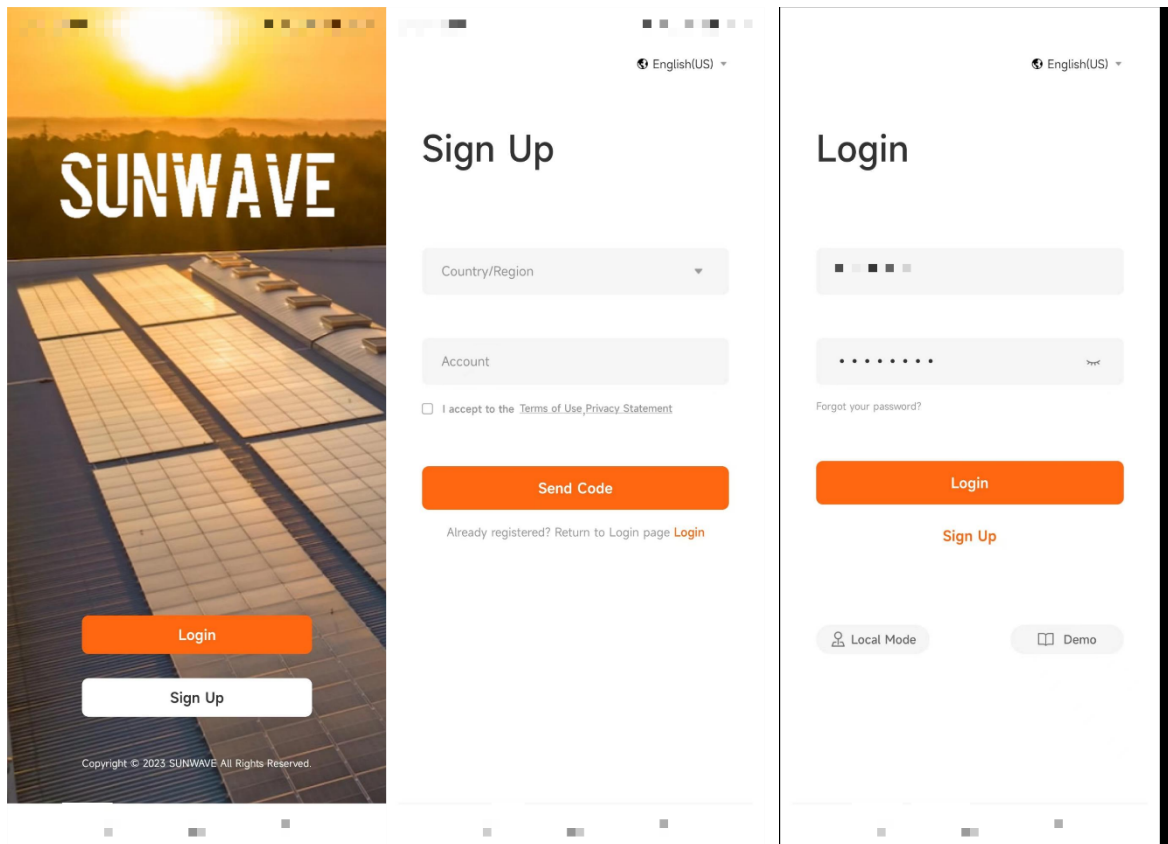 SUNWAVE
Login
Sign Up
Copyright © 2023 SUNWAVE All Rights Reserved.
English(US)
Sign Up
Country/Region
Account
I accept to the Terms of Use,Privacy Statement
Send Code
Already registered? Return to Login page Login
English(US)
Login
Forgot your password?
Login
Sign Up
Local Mode
Demo